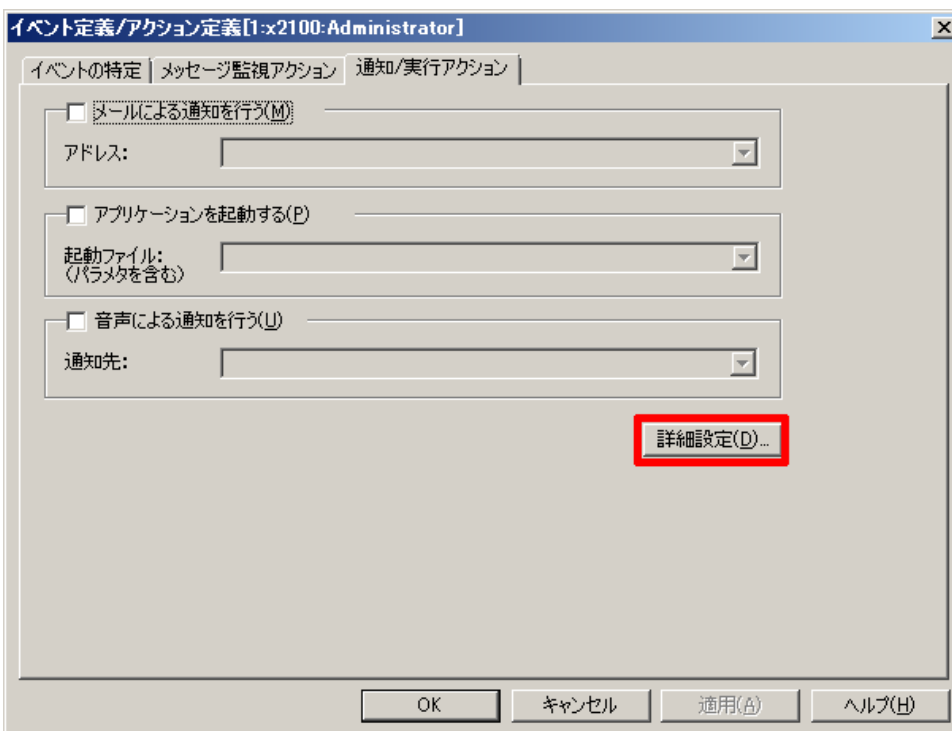 イベント定義/アクション定義[1:x2100:Administrator]
イベントの特定 メッセージ監視アクション 通知/実行アクション
メールによる通知を行う(M)
アドレス:
アプリケーションを起動する(P)
起動ファイル:
(パラメタを含む)
音声による通知を行う(U)
通知先:
詳細設定(D)...
OK キャンセル 適用(A) ヘルプ(H)